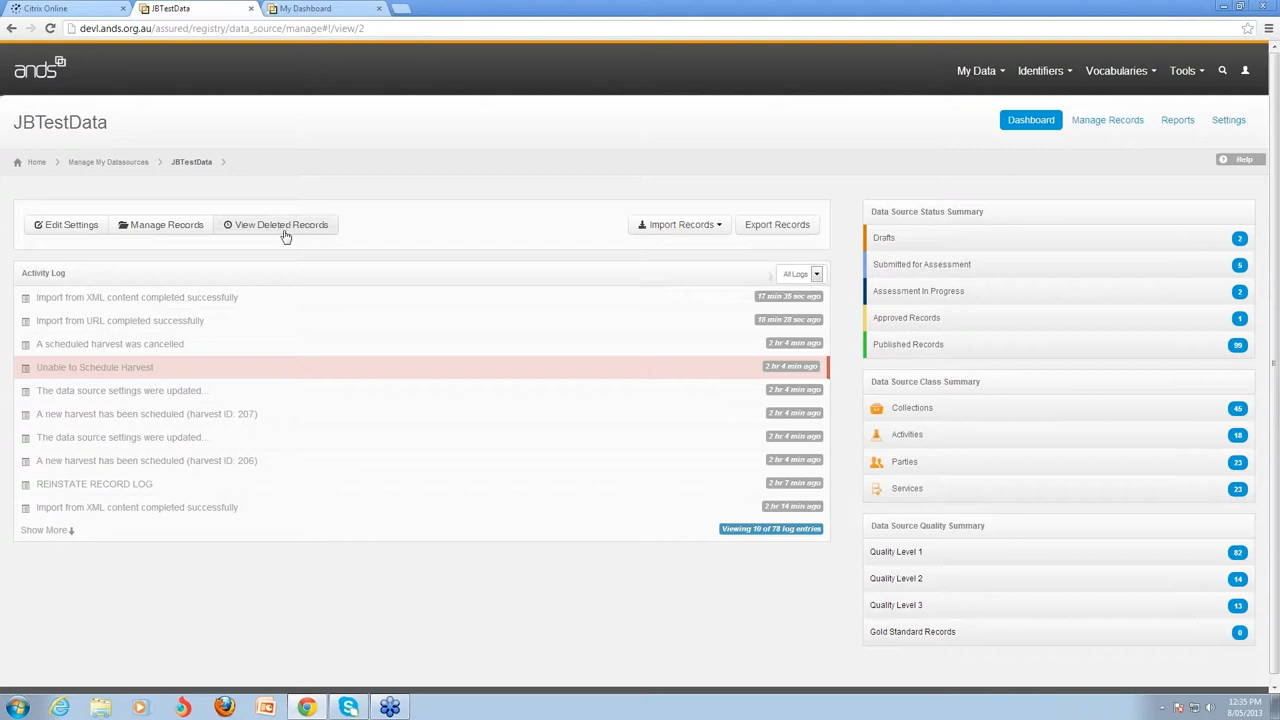 Citrix Online
JBTestData
My Dashboard
devl.ands.org.au/assured/registry/data_source/manage#!/view/2
ands
My Data
Identifiers
Vocabularies
Tools
JBTestData
Dashboard
Manage Records
Reports
Settings
Home
Manage My Datasources
JBTestData
Help
Edit Settings
Manage Records
View Deleted Records
Import Records
Export Records
Activity Log
All Logs
Import from XML content completed successfully
17 min 35 sec ago
Import from URL completed successfully
18 min 28 sec ago
A scheduled harvest was cancelled
2 hr 4 min ago
Unable to Schedule Harvest
2 hr 4 min ago
The data source settings were updated...
2 hr 4 min ago
A new harvest has been scheduled (harvest ID: 207)
2 hr 4 min ago
The data source settings were updated...
2 hr 4 min ago
A new harvest has been scheduled (harvest ID: 206)
2 hr 4 min ago
REINSTATE RECORD LOG
2 hr 7 min ago
Import from XML content completed successfully
2 hr 14 min ago
Show More
Viewing 10 of 78 log entries
Data Source Status Summary
Drafts
2
Submitted for Assessment
5
Assessment In Progress
2
Approved Records
1
Published Records
99
Data Source Class Summary
Collections
45
Activities
18
Parties
23
Services
23
Data Source Quality Summary
Quality Level 1
82
Quality Level 2
14
Quality Level 3
13
Gold Standard Records
0
12:35 PM
8/05/2013